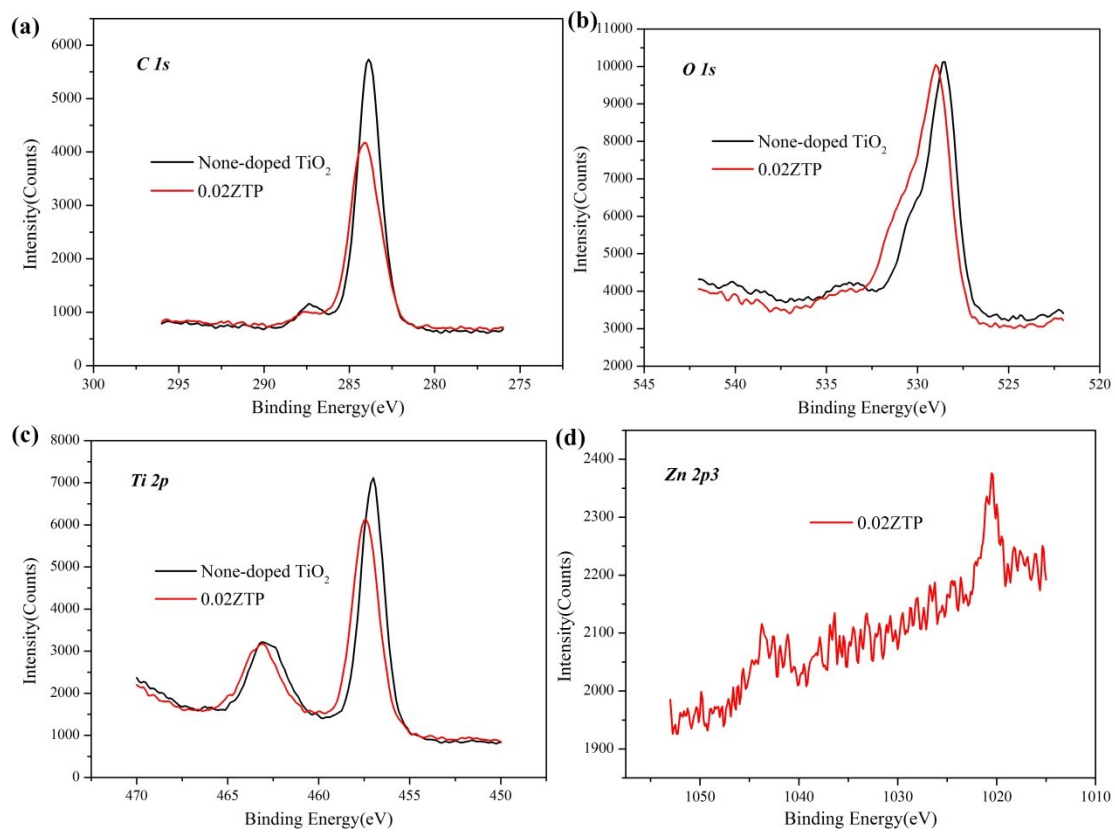 (a)
C 1s
None-doped TiO₂
0.02ZTP
Intensity(Counts)
6000
5000
4000
3000
2000
1000
0
300
295
290
285
280
275
Binding Energy(eV)
(b)
O 1s
None-doped TiO₂
0.02ZTP
Intensity(Counts)
11000
10000
9000
8000
7000
6000
5000
4000
3000
2000
545
540
535
530
525
520
Binding Energy(eV)
(c)
Ti 2p
None-doped TiO₂
0.02ZTP
Intensity(Counts)
8000
7000
6000
5000
4000
3000
2000
1000
0
470
465
460
455
450
Binding Energy(eV)
(d)
Zn 2p3
0.02ZTP
Intensity(Counts)
2400
2300
2200
2100
2000
1900
1050
1040
1030
1020
1010
Binding Energy(eV)